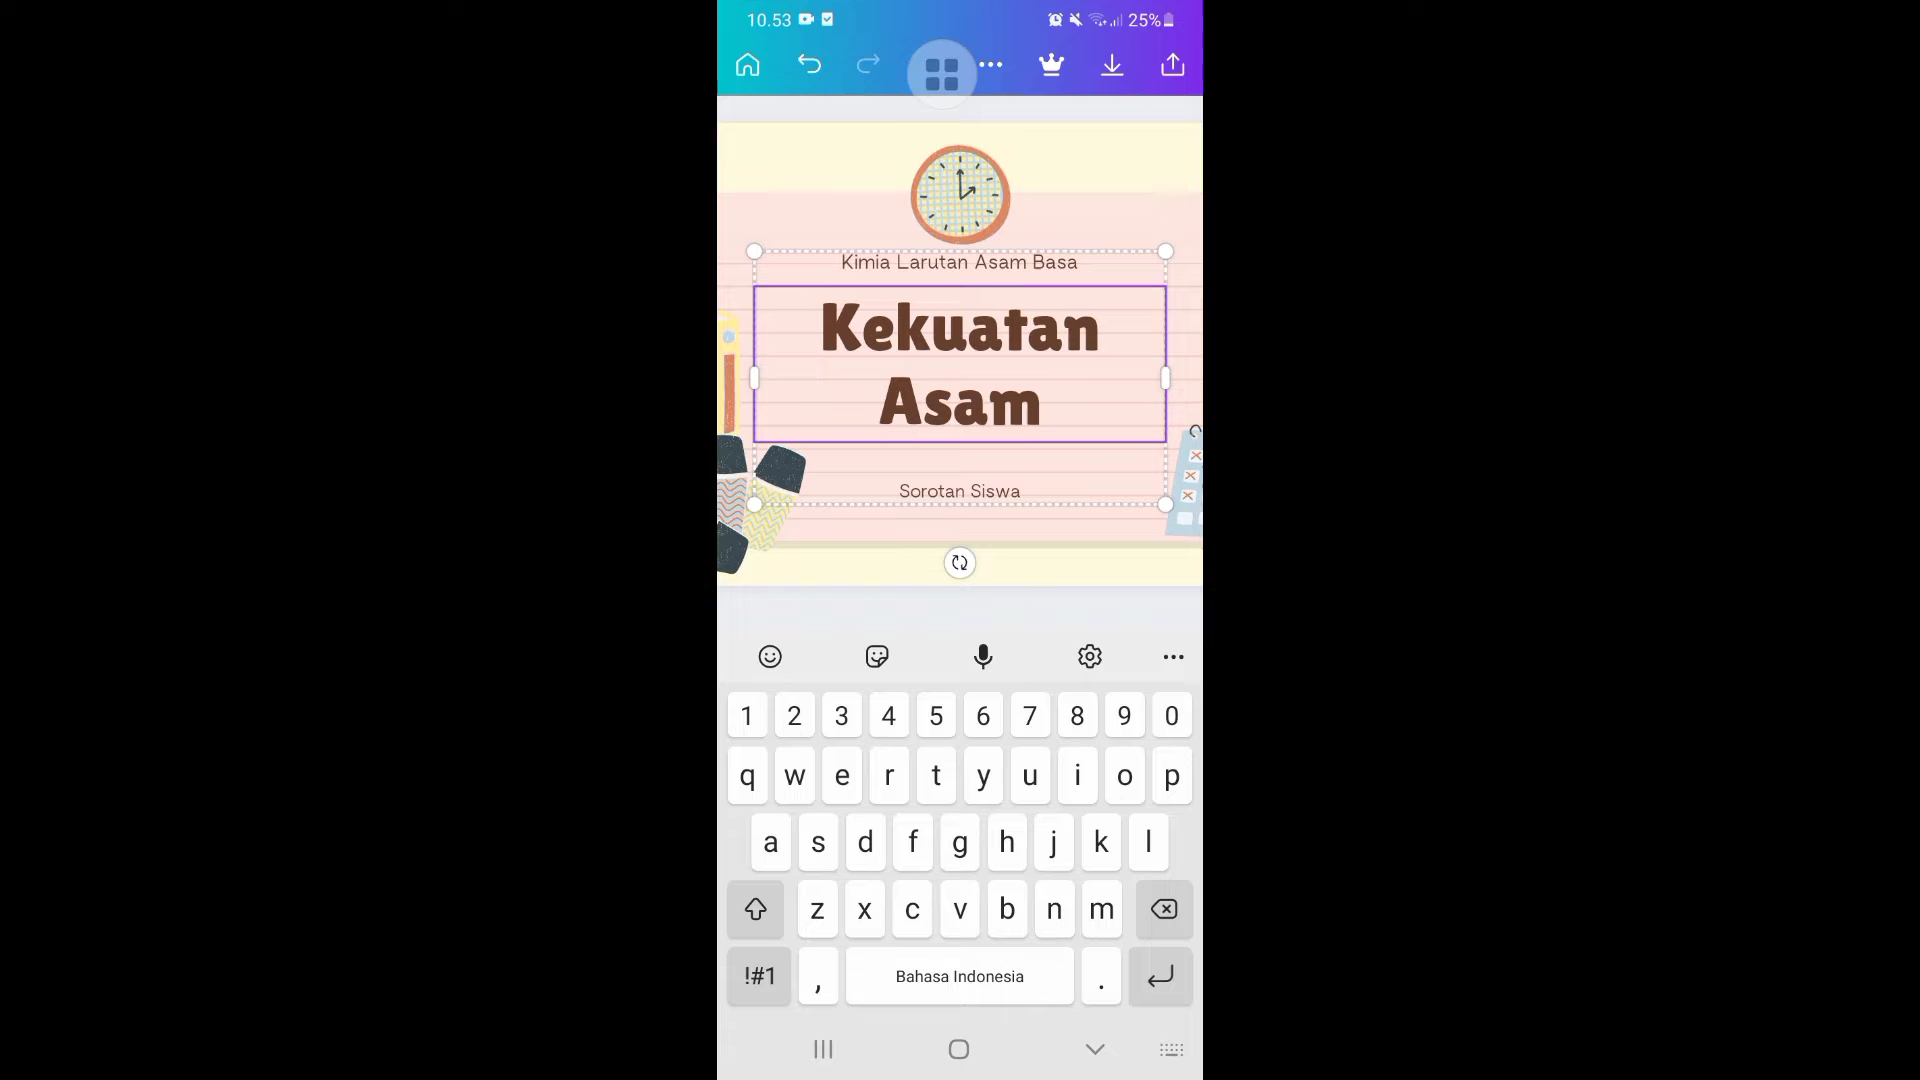 10.53
25%
Kimia Larutan Asam Basa
Kekuatan
Asam
Sorotan Siswa
1 2 3 4 5 6 7 8 9 0
q w e r t y u i o p
a s d f g h j k l
z x c v b n m
!#1 , Bahasa Indonesia .